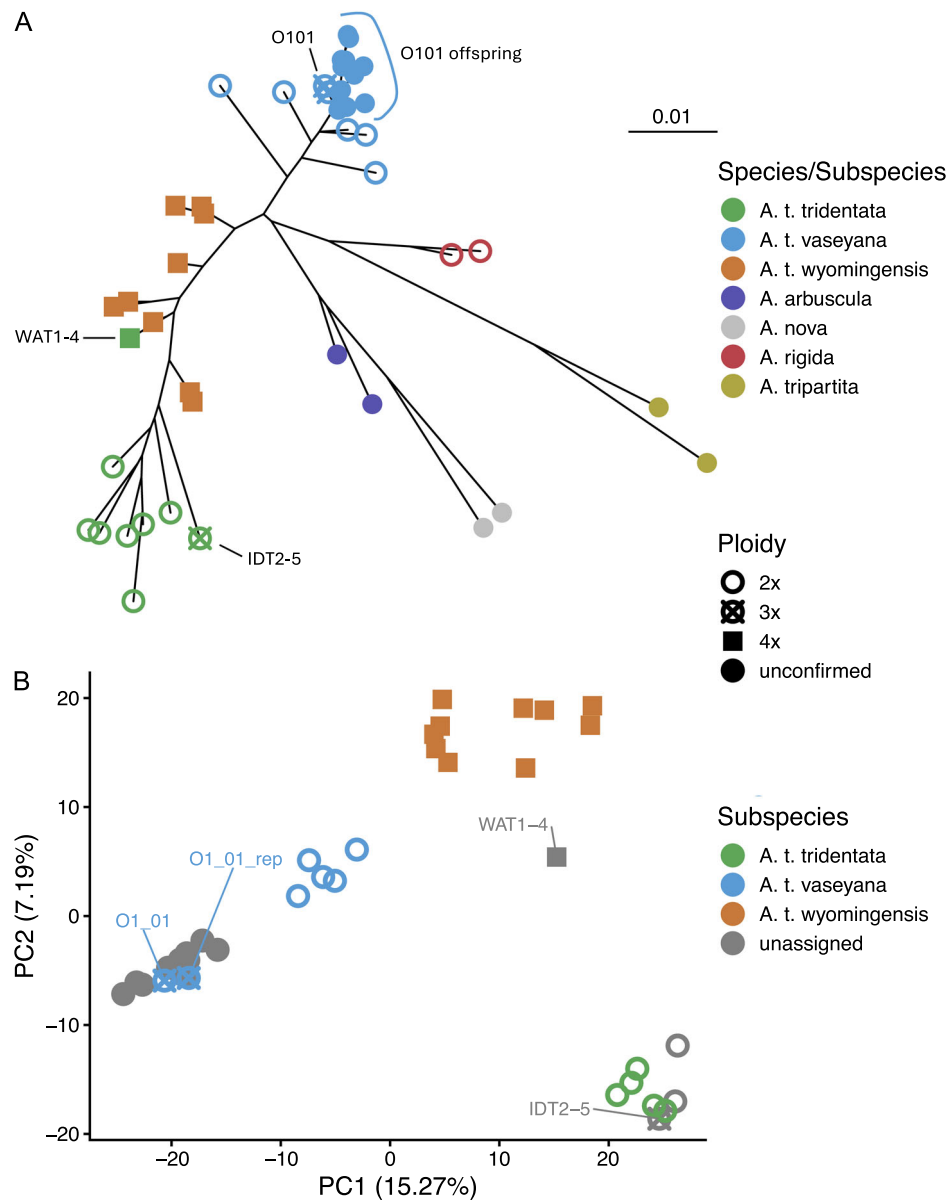 A
O101
O101 offspring
0.01
Species/Subspecies
A. t. tridentata
A. t. vaseyana
A. t. wyomingensis
A. arbuscula
A. nova
A. rigida
A. tripartita
WAT1-4
IDT2-5
Ploidy
2x
3x
4x
unconfirmed
B
20
10
0
−10
−20
PC2 (7.19%)
WAT1−4
O1_01_rep
O1_01
IDT2−5
−20
−10
0
10
20
PC1 (15.27%)
Subspecies
A. t. tridentata
A. t. vaseyana
A. t. wyomingensis
unassigned